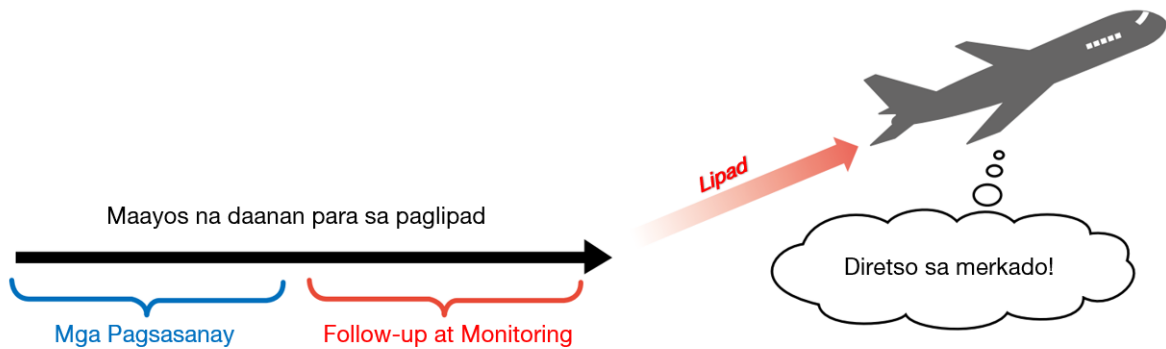 Lipad
Maayos na daanan para sa paglipad
Diretso sa merkado!
Mga Pagsasanay
Follow-up at Monitoring